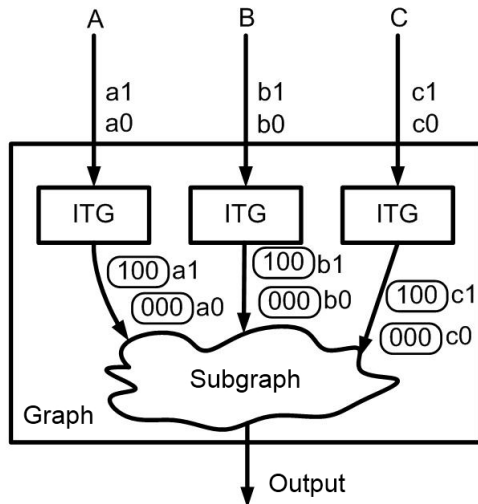 A B C
a1 b1 c1
a0 b0 c0
ITG ITG ITG
100 a1 100 b1 100 c1
000 a0 000 b0 000 c0
Subgraph
Graph
Output